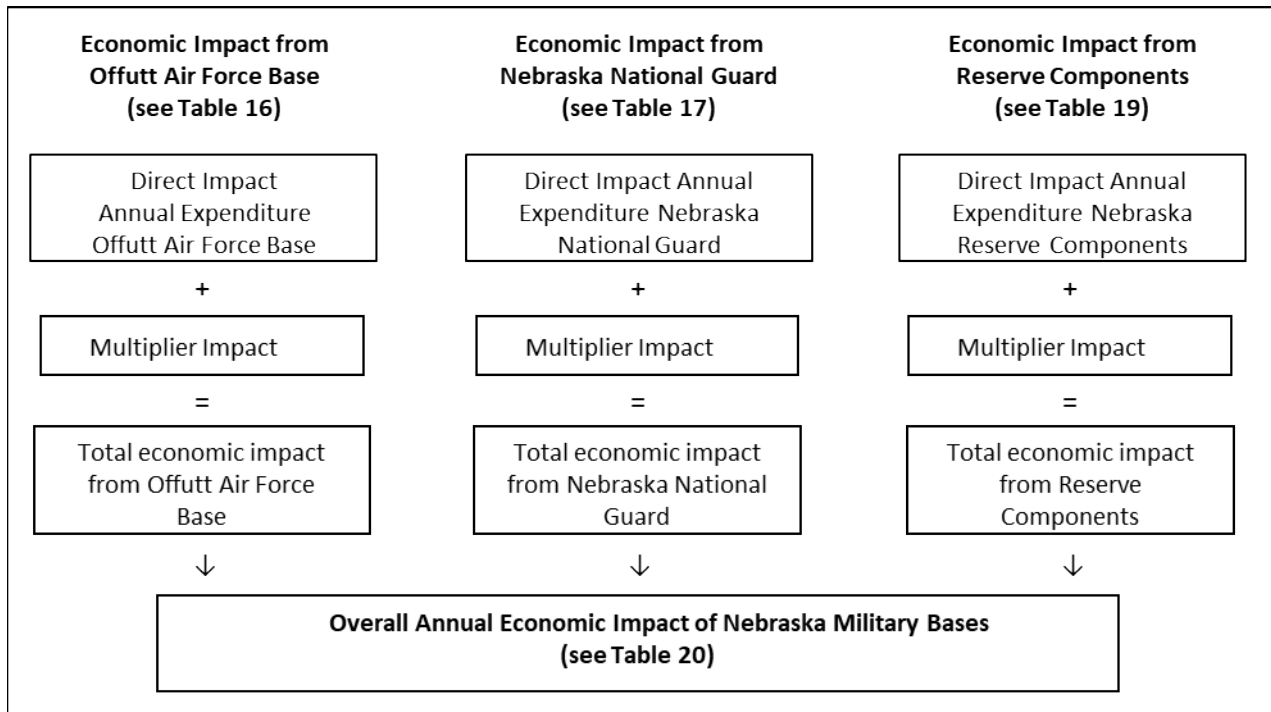 Economic Impact from
Offutt Air Force Base
(see Table 16)
Direct Impact
Annual Expenditure
Offutt Air Force Base
+
Multiplier Impact
=
Total economic impact
from Offutt Air Force
Base
↓
Economic Impact from
Nebraska National Guard
(see Table 17)
Direct Impact Annual
Expenditure Nebraska
National Guard
+
Multiplier Impact
=
Total economic impact
from Nebraska National
Guard
↓
Economic Impact from
Reserve Components
(see Table 19)
Direct Impact Annual
Expenditure Nebraska
Reserve Components
+
Multiplier Impact
=
Total economic impact
from Reserve
Components
↓
Overall Annual Economic Impact of Nebraska Military Bases
(see Table 20)